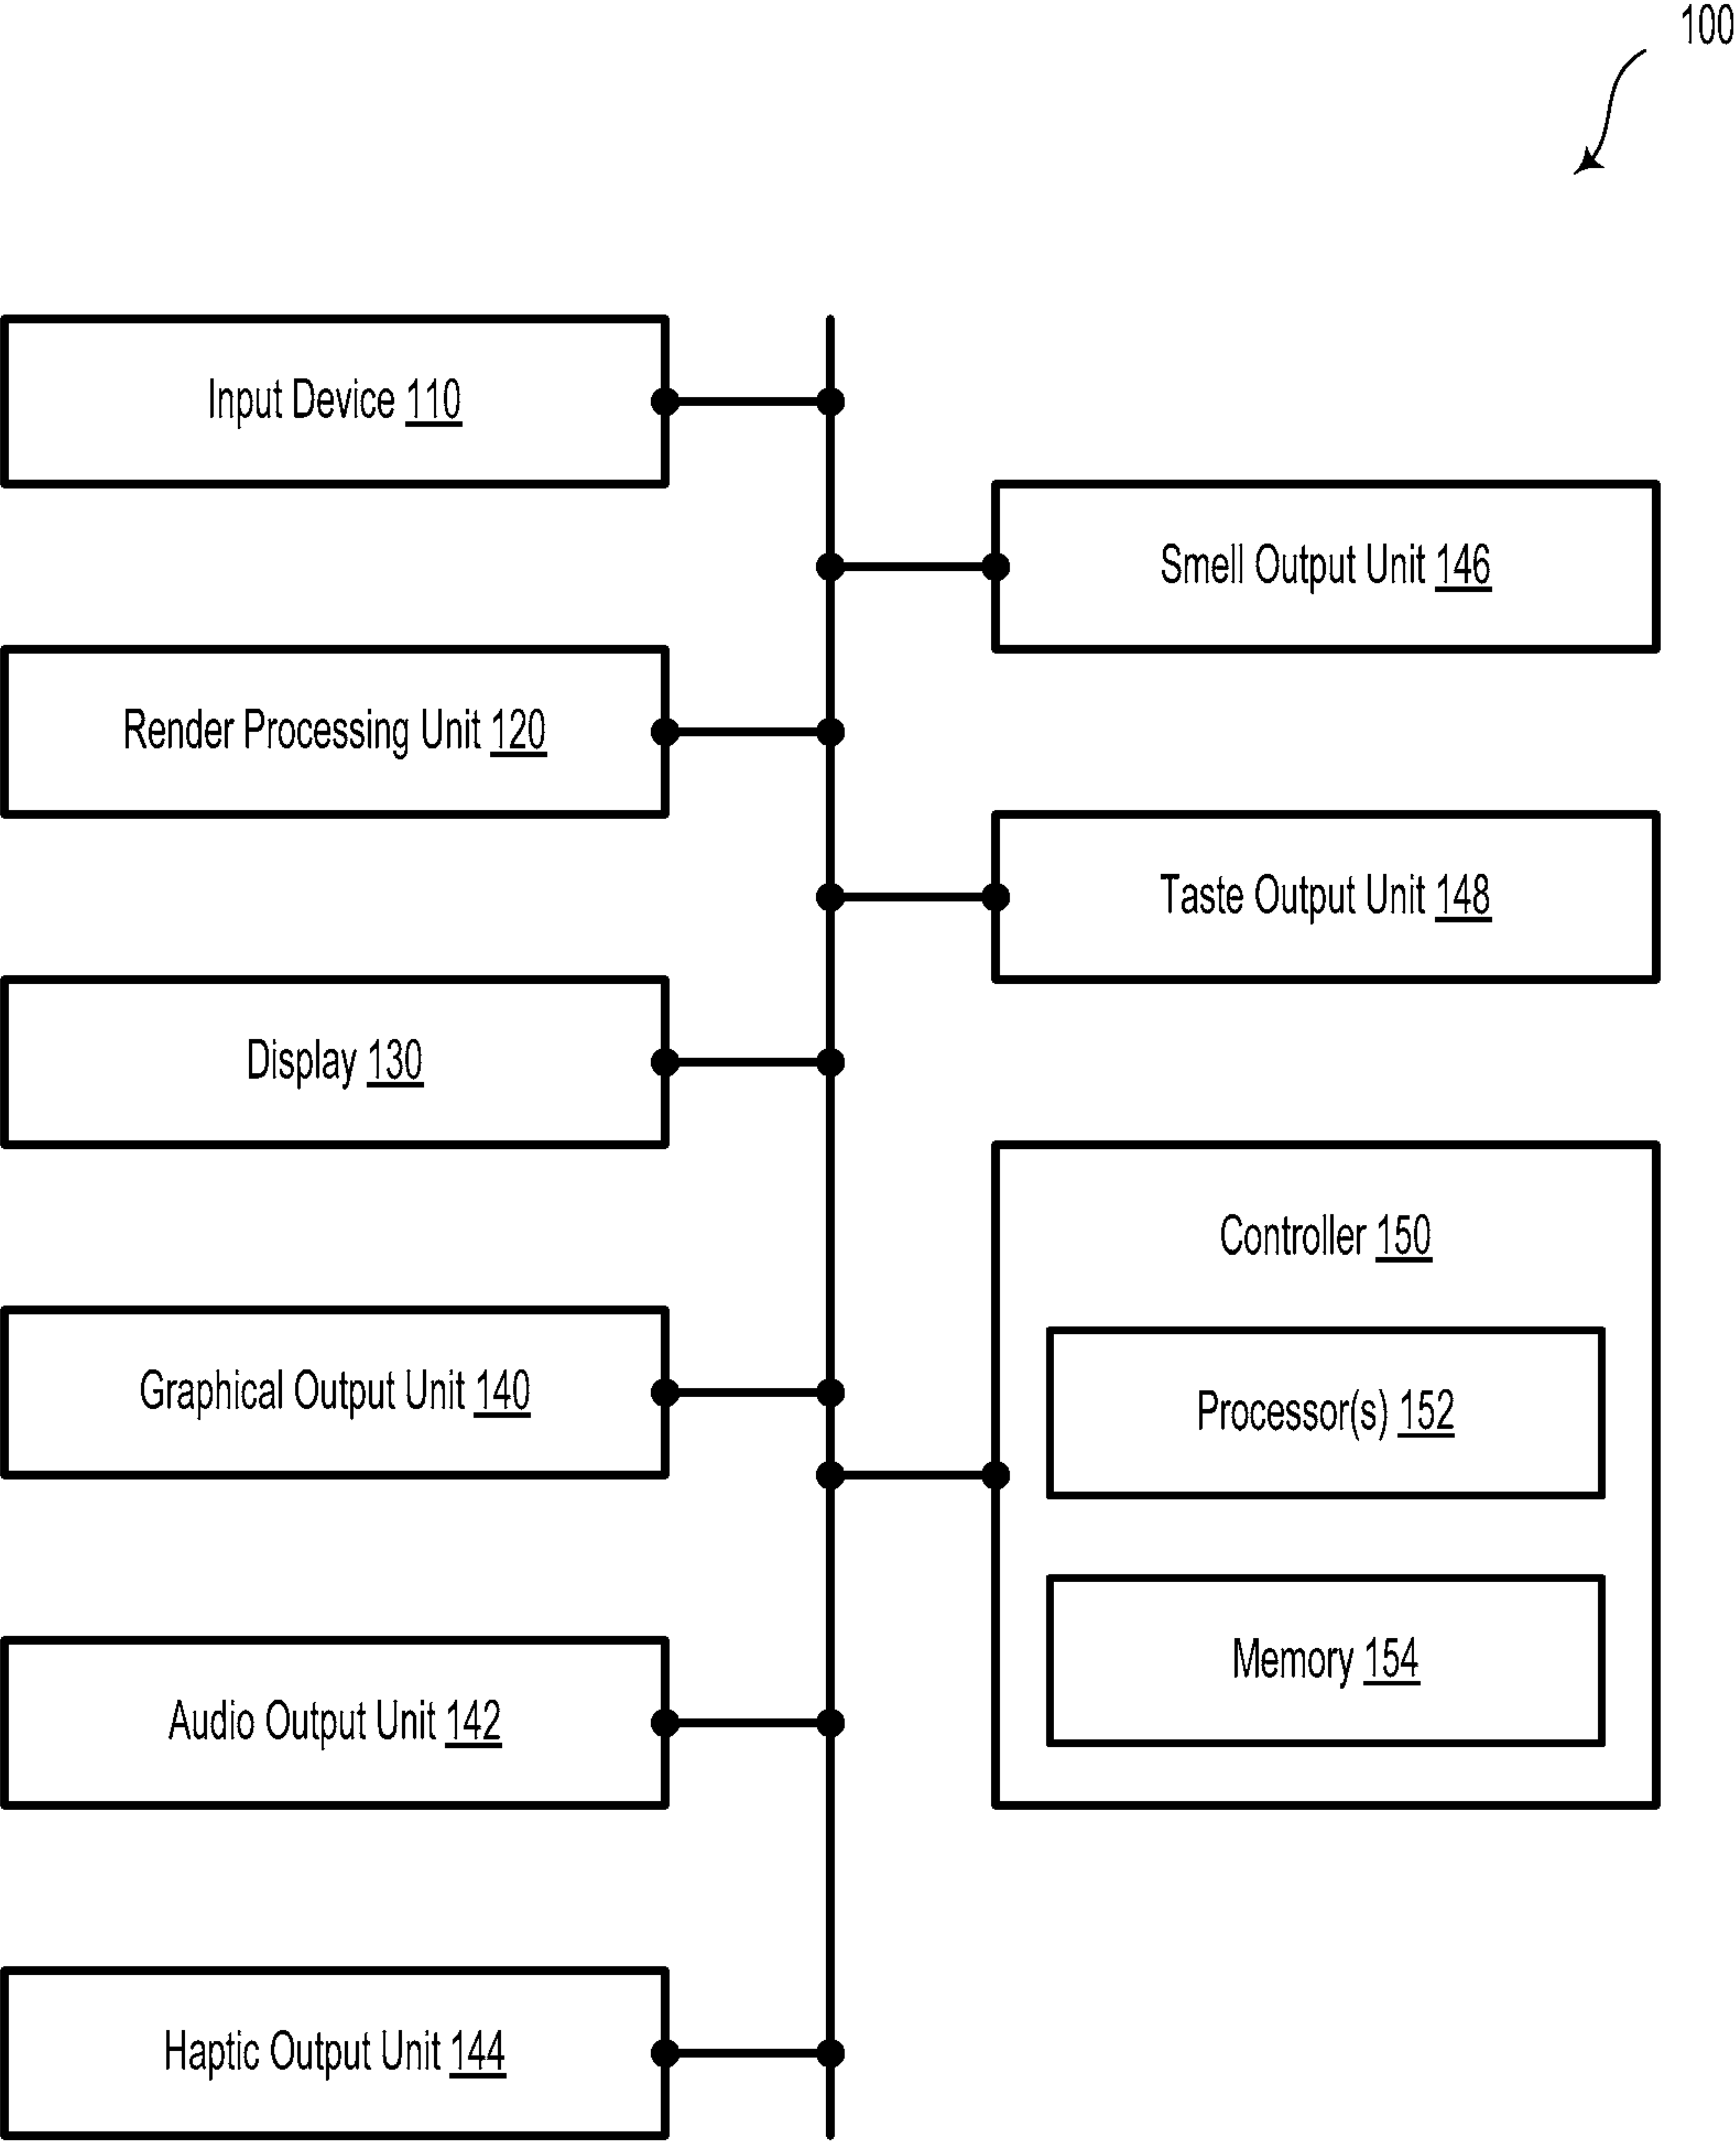 100
Input Device 110
Smell Output Unit 146
Render Processing Unit 120
Taste Output Unit 148
Display 130
Controller 150
Graphical Output Unit 140
Processor(s) 152
Memory 154
Audio Output Unit 142
Haptic Output Unit 144